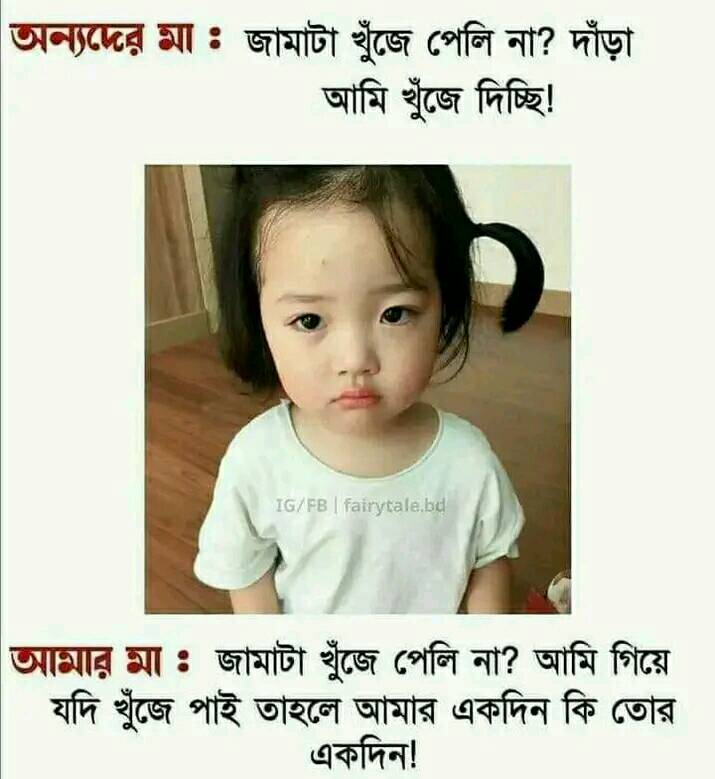 অন্যদের মা : জামাটা খুঁজে পেলি না? দাঁড়া
আমি খুঁজে দিচ্ছি!
IG/FB | fairytale.bd
আমার মা : জামাটা খুঁজে পেলি না? আমি গিয়ে
যদি খুঁজে পাই তাহলে আমার একদিন কি তোর
একদিন!